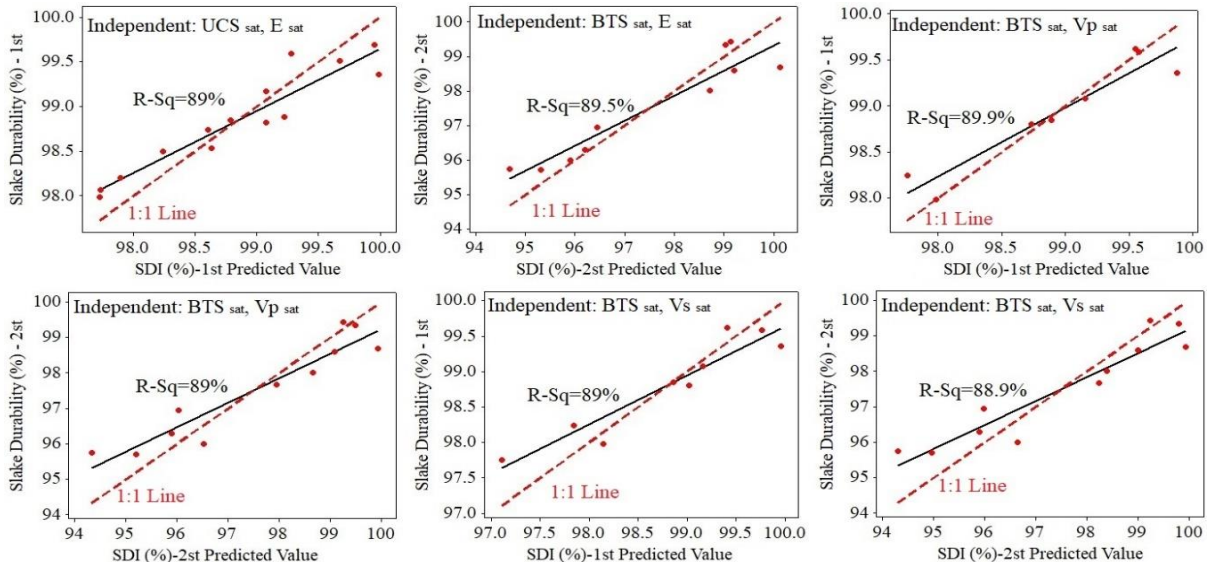 Independent: UCS sat, E sat
R-Sq=89%
1:1 Line
Slake Durability (%) - 1st
100.0
99.5
99.0
98.5
98.0
98.0
98.5
99.0
99.5
100.0
SDI (%)-1st Predicted Value
Independent: BTS sat, E sat
R-Sq=89.5%
1:1 Line
Slake Durability (%) - 2st
100
99
98
97
96
95
94
94
95
96
97
98
99
100
SDI (%)-2st Predicted Value
Independent: BTS sat, Vp sat
R-Sq=89.9%
1:1 Line
Slake Durability (%) - 1st
100.0
99.5
99.0
98.5
98.0
98.0
98.5
99.0
99.5
100.0
SDI (%)-1st Predicted Value
Independent: BTS sat, Vp sat
R-Sq=89%
1:1 Line
Slake Durability (%) - 2st
100
99
98
97
96
95
94
94
95
96
97
98
99
100
SDI (%)-2st Predicted Value
Independent: BTS sat, Vs sat
R-Sq=89%
1:1 Line
Slake Durability (%) - 1st
100.0
99.5
99.0
98.5
98.0
97.5
97.0
97.0
97.5
98.0
98.5
99.0
99.5
100.0
SDI (%)-1st Predicted Value
Independent: BTS sat, Vs sat
R-Sq=88.9%
1:1 Line
Slake Durability (%) - 2st
100
99
98
97
96
95
94
94
95
96
97
98
99
100
SDI (%)-2st Predicted Value